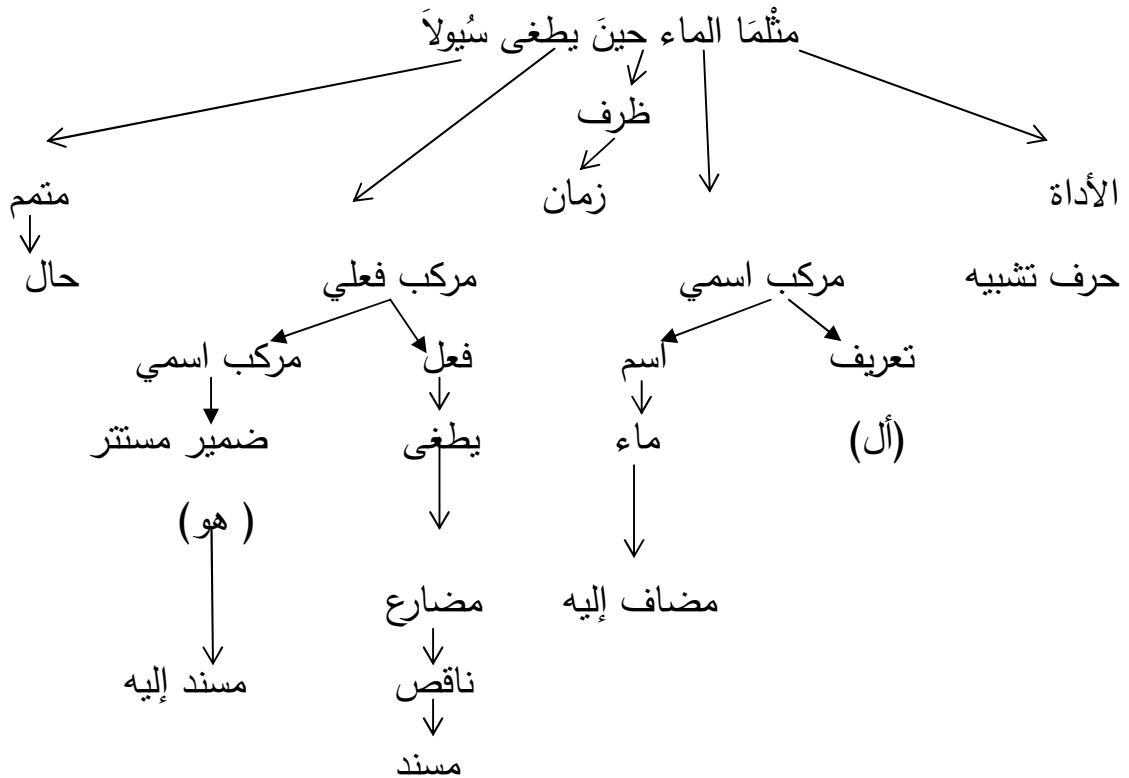 مثْلمَا الماء حينَ يطغى سُيولاَ
ظرف
الأداة زمان متمم
حرف تشبيه مركب اسمي مركب فعلي حال
تعريف اسم فعل مركب اسمي
(أل) ماء يطغى ضمير مستتر
( هو)
مضاف إليه مضارع
ناقص مسند إليه
مسند